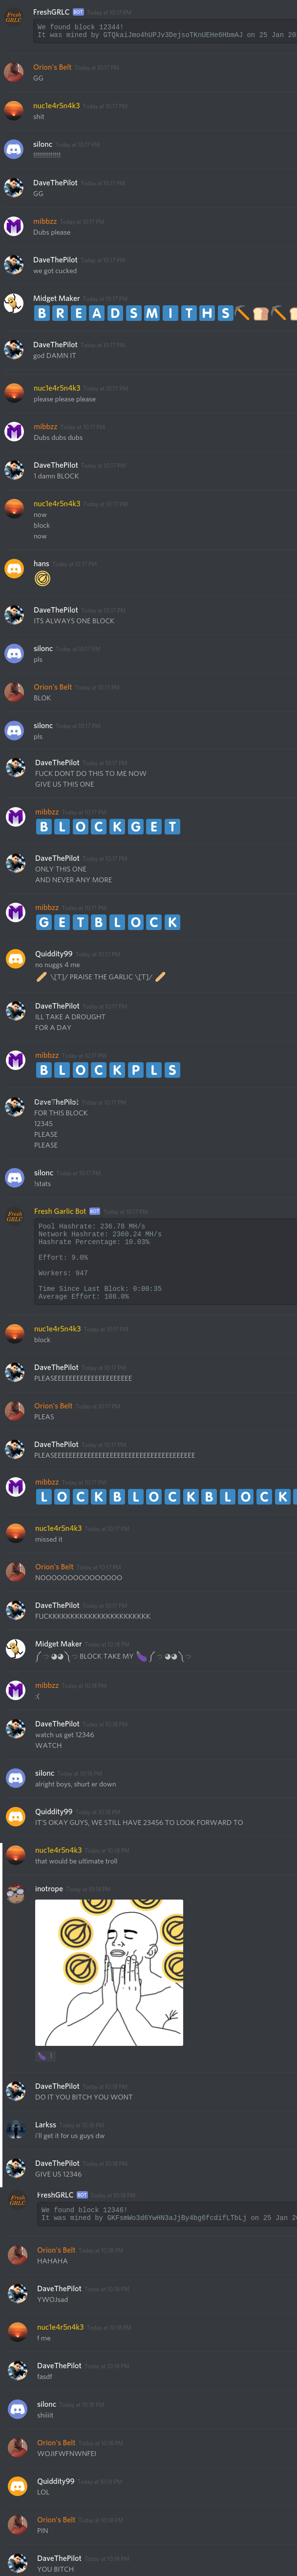 FreshGRLC BOT Today at 10:17 PM
We found block 12344!
It was mined by GTQkaiJmo4hUPJv3DejsoTKnUEHe6HbmAJ on 25 Jan 20
Orion's Belt Today at 10:17 PM
GG
nuc1e4r5n4k3 Today at 10:17 PM
shit
silonc Today at 10:17 PM
DaveThePilot Today at 10:17 PM
GG
mibbzz Today at 10:17 PM
Dubs please
DaveThePilot Today at 10:17 PM
we got cucked
Midget Maker Today at 10:17 PM
B R E A D S M I T H S
DaveThePilot Today at 10:17 PM
god DAMN IT
nuc1e4r5n4k3 Today at 10:17 PM
please please please
mibbzz Today at 10:17 PM
Dubs dubs dubs
DaveThePilot Today at 10:17 PM
1 damn BLOCK
nuc1e4r5n4k3 Today at 10:17 PM
now
block
now
hans Today at 10:17 PM
DaveThePilot Today at 10:17 PM
ITS ALWAYS ONE BLOCK
silonc Today at 10:17 PM
pls
Orion's Belt Today at 10:17 PM
BLOK
silonc Today at 10:17 PM
pls
DaveThePilot Today at 10:17 PM
FUCK DONT DO THIS TO ME NOW
GIVE US THIS ONE
mibbzz Today at 10:17 PM
B L O C K G E T
DaveThePilot Today at 10:17 PM
ONLY THIS ONE
AND NEVER ANY MORE
mibbzz Today at 10:17 PM
G E T B L O C K
Quiddity99 Today at 10:17 PM
no nuggs 4 me
\[T]/ PRAISE THE GARLIC \[T]/
DaveThePilot Today at 10:17 PM
ILL TAKE A DROUGHT
FOR A DAY
mibbzz Today at 10:17 PM
B L O C K P L S
DaveThePilot Today at 10:17 PM
FOR THIS BLOCK
12345
PLEASE
PLEASE
silonc Today at 10:17 PM
!stats
Fresh Garlic Bot BOT Today at 10:17 PM
Pool Hashrate: 236.78 MH/s
Network Hashrate: 2360.24 MH/s
Hashrate Percentage: 10.03%
Effort: 9.0%
Workers: 947
Time Since Last Block: 0:00:35
Average Effort: 108.0%
nuc1e4r5n4k3 Today at 10:17 PM
block
DaveThePilot Today at 10:17 PM
PLEASEEEEEEEEEEEEEEEEEEEEE
Orion's Belt Today at 10:17 PM
PLEAS
DaveThePilot Today at 10:17 PM
mibbzz Today at 10:17 PM
L O C K B L O C K B L O C K
nuc1e4r5n4k3 Today at 10:17 PM
missed it
Orion's Belt Today at 10:17 PM
NOOOOOOOOOOOOOOO
DaveThePilot Today at 10:17 PM
FUCKKKKKKKKKKKKKKKKKKKKKKK
Midget Maker Today at 10:18 PM
BLOCK TAKE MY
mibbzz Today at 10:18 PM
:(
DaveThePilot Today at 10:18 PM
watch us get 12346
WATCH
silonc Today at 10:18 PM
alright boys, shurt er down
Quiddity99 Today at 10:18 PM
IT'S OKAY GUYS, WE STILL HAVE 23456 TO LOOK FORWARD TO
nuc1e4r5n4k3 Today at 10:18 PM
that would be ultimate troll
inotrope Today at 10:18 PM
1
DaveThePilot Today at 10:18 PM
DO IT YOU BITCH YOU WONT
Larkss Today at 10:18 PM
I'll get it for us guys dw
DaveThePilot Today at 10:18 PM
GIVE US 12346
FreshGRLC BOT Today at 10:18 PM
We found block 12346!
It was mined by GKFsmWo3d6YwHN3aJjBy4bg6fcdifLTbLj on 25 Jan 20
Orion's Belt Today at 10:18 PM
HAHAHA
DaveThePilot Today at 10:18 PM
YWOJsad
nuc1e4r5n4k3 Today at 10:18 PM
f me
DaveThePilot Today at 10:18 PM
fasdf
silonc Today at 10:18 PM
shiiiit
Orion's Belt Today at 10:18 PM
WOJIFWFNWNFEI
Quiddity99 Today at 10:18 PM
LOL
Orion's Belt Today at 10:18 PM
PIN
DaveThePilot Today at 10:18 PM
YOU BITCH